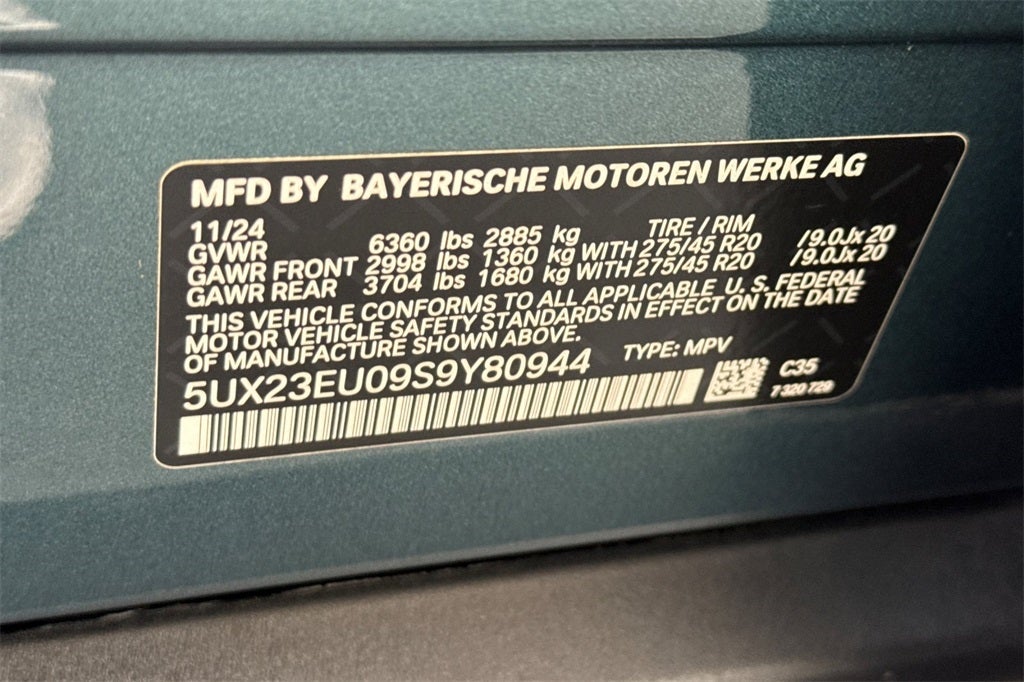 MFD BY BAYERISCHE MOTOREN WERKE AG
11/24 TIRE / RIM
GVWR 6360 lbs 2885 kg
GAWR FRONT 2998 lbs 1360 kg WITH 275/45 R20 /9.0Jx20
GAWR REAR 3704 lbs 1680 kg WITH 275/45 R20 /9.0Jx20
THIS VEHICLE CONFORMS TO ALL APPLICABLE U. S. FEDERAL
MOTOR VEHICLE SAFETY STANDARDS IN EFFECT ON THE DATE
OF MANUFACTURE SHOWN ABOVE.
5UX23EU09S9Y80944 TYPE: MPV
C35
7 320 729